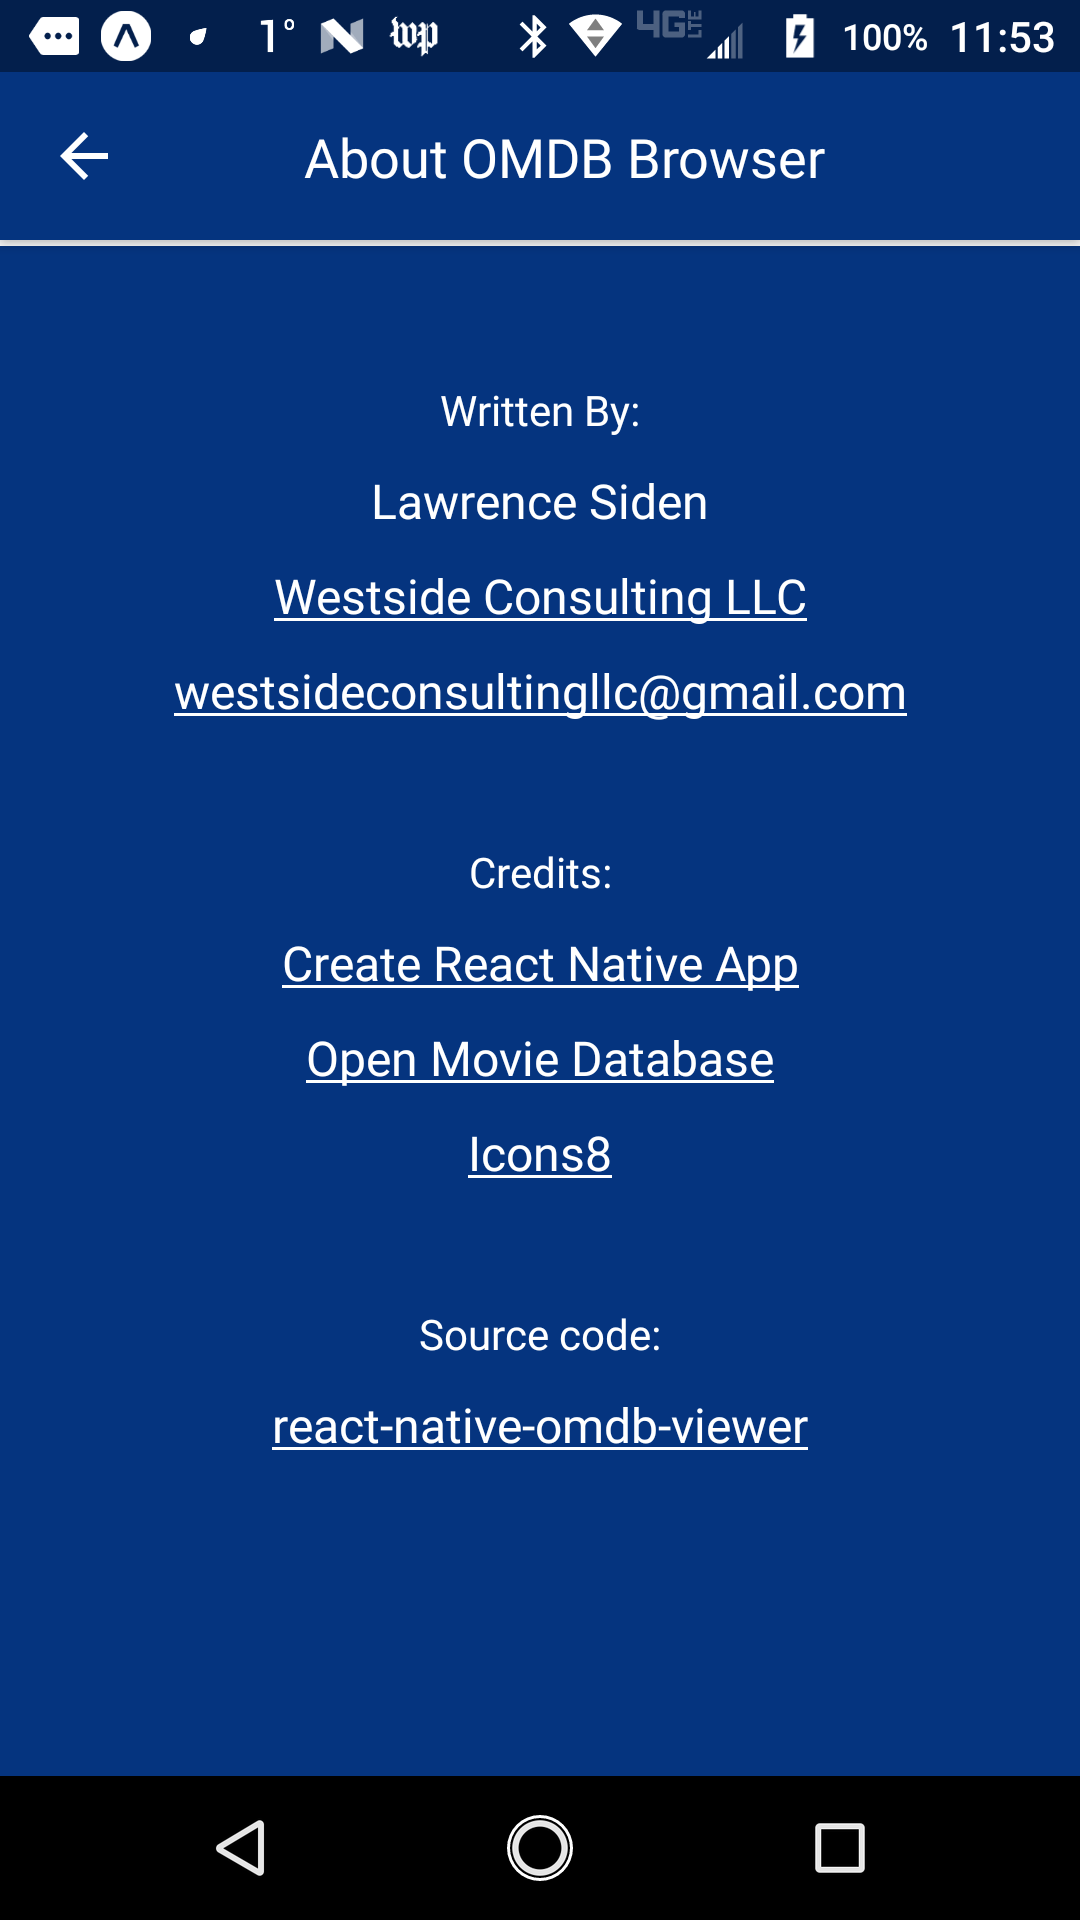 1° N wp 4G LTE 100% 11:53
About OMDB Browser
Written By:
Lawrence Siden
Westside Consulting LLC
westsideconsultingllc@gmail.com
Credits:
Create React Native App
Open Movie Database
Icons8
Source code:
react-native-omdb-viewer